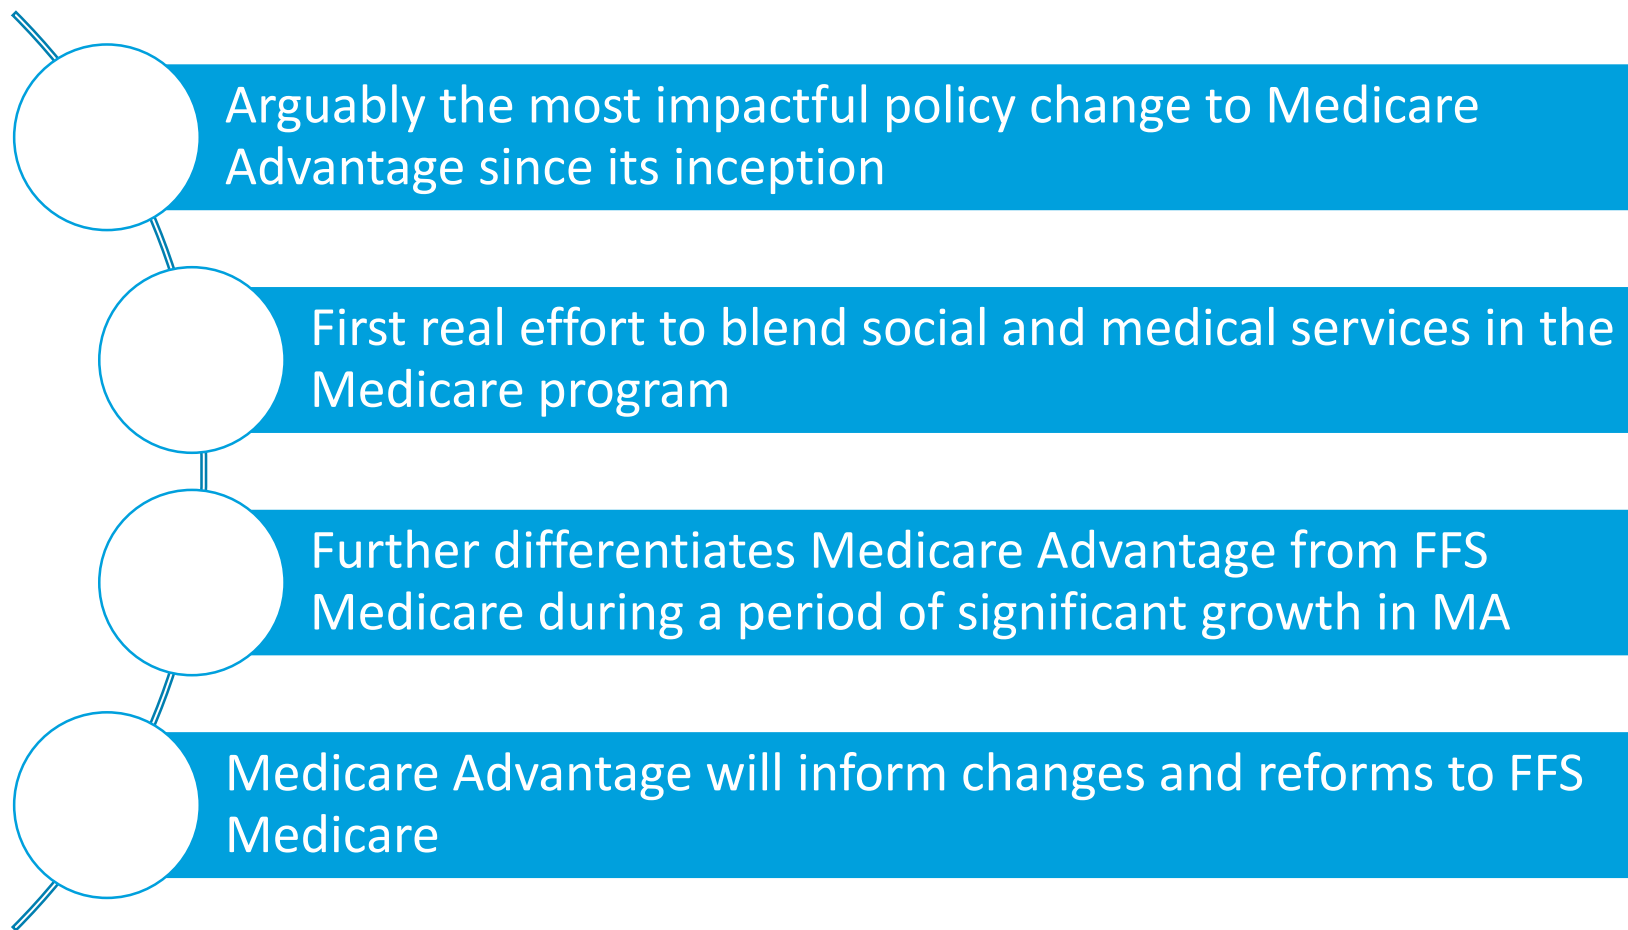 Arguably the most impactful policy change to Medicare
Advantage since its inception
First real effort to blend social and medical services in the
Medicare program
Further differentiates Medicare Advantage from FFS
Medicare during a period of significant growth in MA
Medicare Advantage will inform changes and reforms to FFS
Medicare